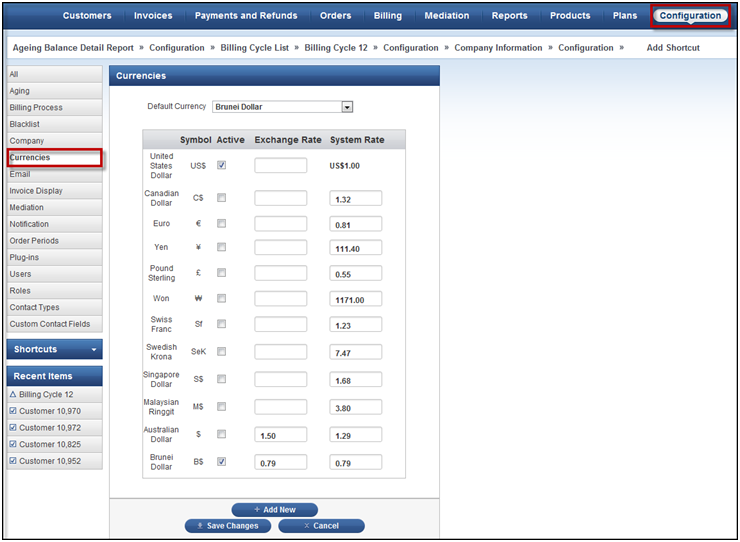 Customers Invoices Payments and Refunds Orders Billing Mediation Reports Products Plans Configuration
Ageing Balance Detail Report » Configuration » Billing Cycle List » Billing Cycle 12 » Configuration » Company Information » Configuration » Add Shortcut
All
Aging
Billing Process
Blacklist
Company
Currencies
Email
Invoice Display
Mediation
Notification
Order Periods
Plug-ins
Users
Roles
Contact Types
Custom Contact Fields
Shortcuts
Recent Items
Billing Cycle 12
Customer 10,970
Customer 10,972
Customer 10,825
Customer 10,952
Currencies
Default Currency Brunei Dollar
Symbol Active Exchange Rate System Rate
United States Dollar US$ US$1.00
Canadian Dollar C$ 1.32
Euro € 0.81
Yen ¥ 111.40
Pound Sterling £ 0.55
Won ₩ 1171.00
Swiss Franc Sf 1.23
Swedish Krona SeK 7.47
Singapore Dollar S$ 1.68
Malaysian Ringgit M$ 3.80
Australian Dollar $ 1.50 1.29
Brunei Dollar B$ 0.79 0.79
+ Add New
Save Changes × Cancel